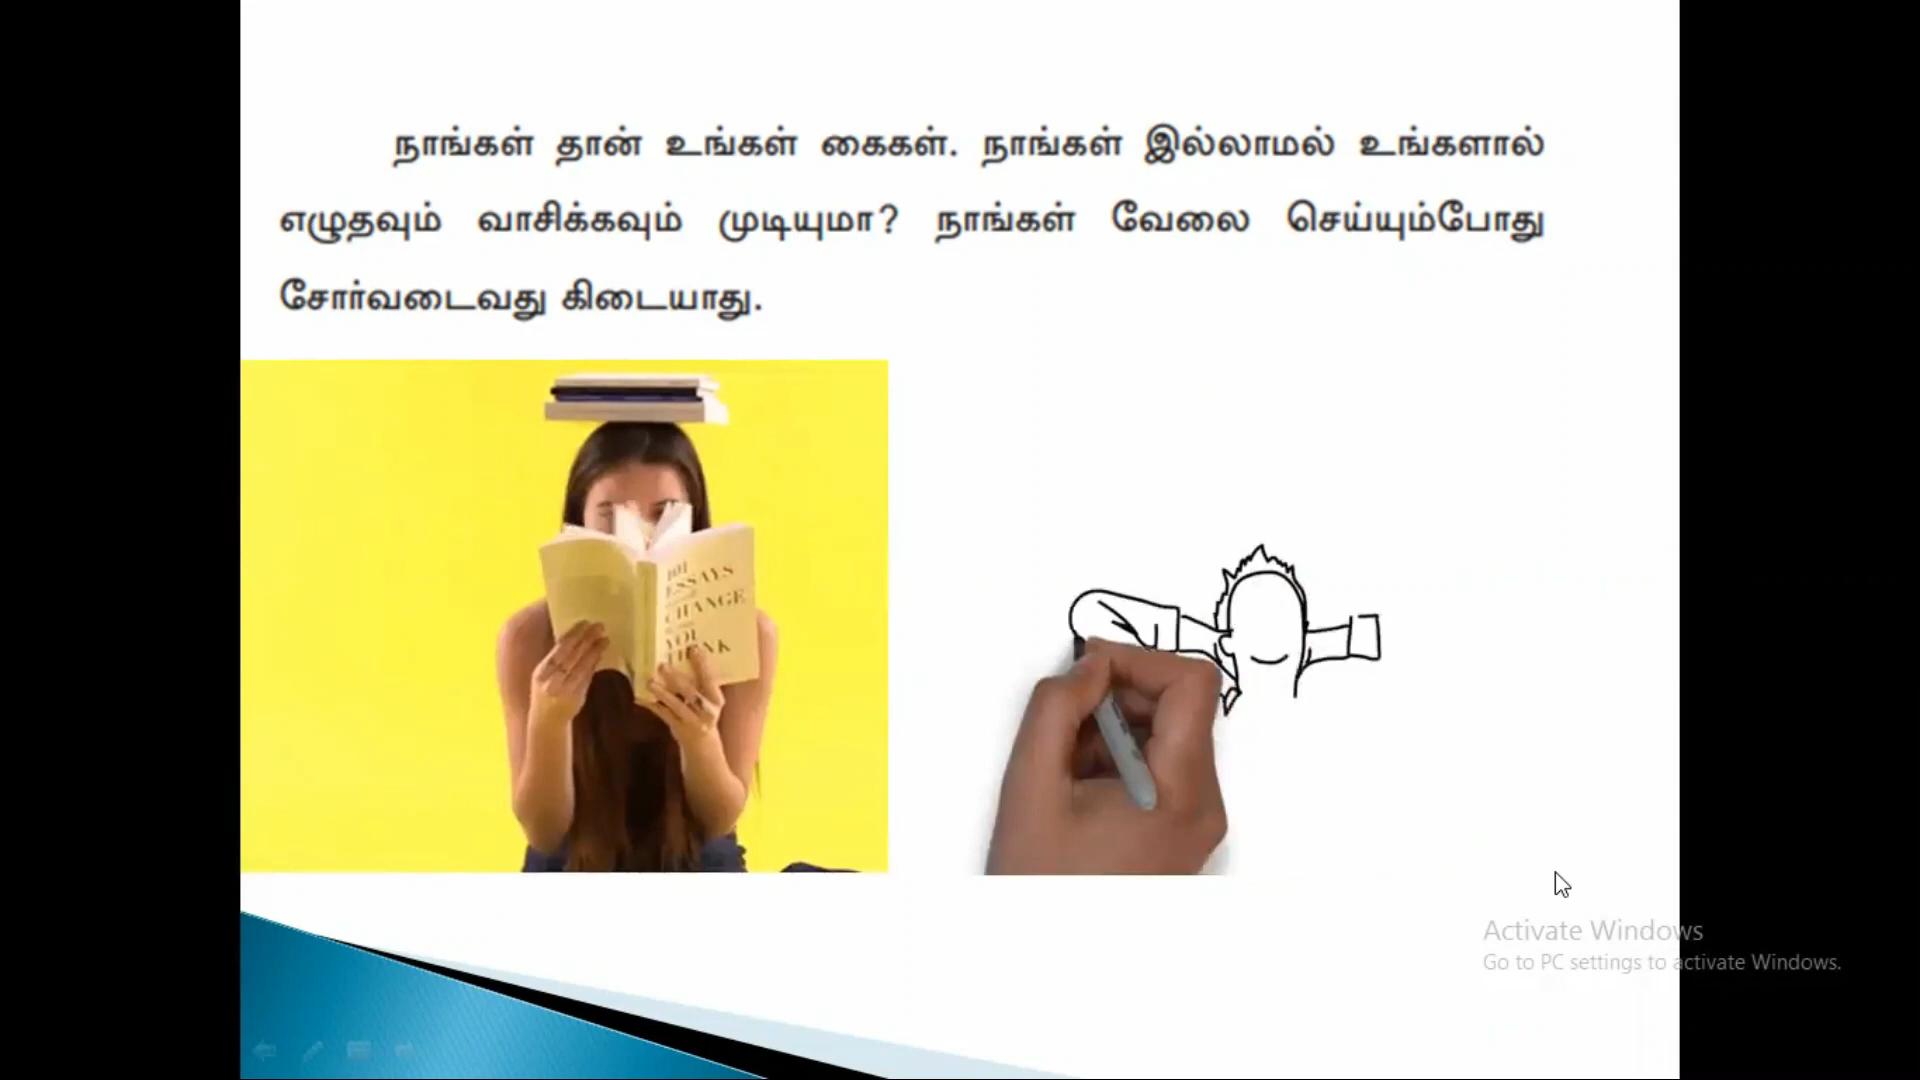 நாங்கள் தான் உங்கள் கைகள். நாங்கள் இல்லாமல் உங்களால்
எழுதவும் வாசிக்கவும் முடியுமா? நாங்கள் வேலை செய்யும்போது
சோர்வடைவது கிடையாது.
101
ESSAYS
CHANGE
YOU
THINK
Activate Windows
Go to PC settings to activate Windows.